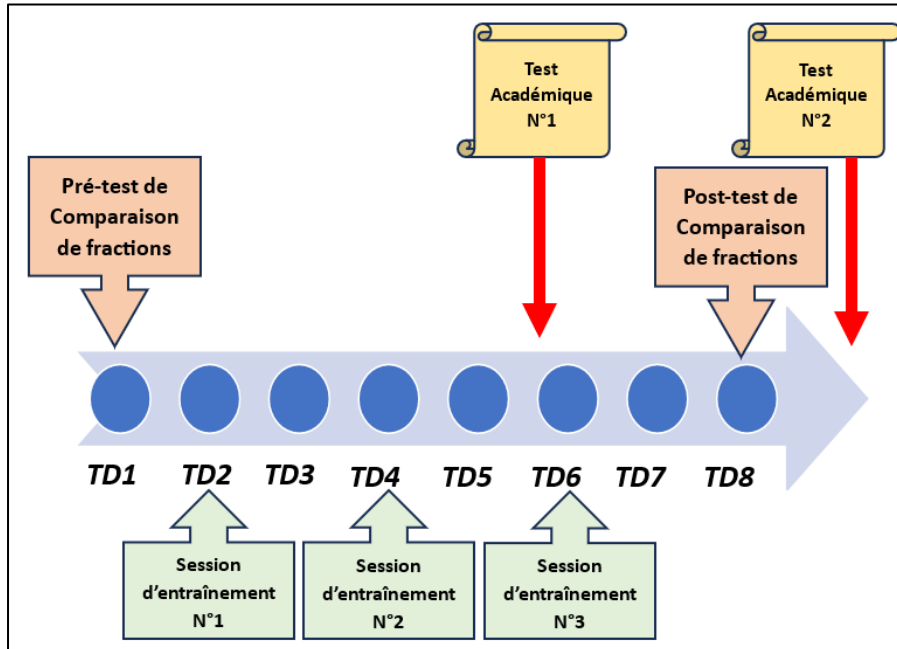 Test
Académique
N°1
Test
Académique
N°2
Pré-test de
Comparaison
de fractions
Post-test de
Comparaison
de fractions
TD1 TD2 TD3 TD4 TD5 TD6 TD7 TD8
Session
d'entraînement
N°1
Session
d'entraînement
N°2
Session
d'entraînement
N°3